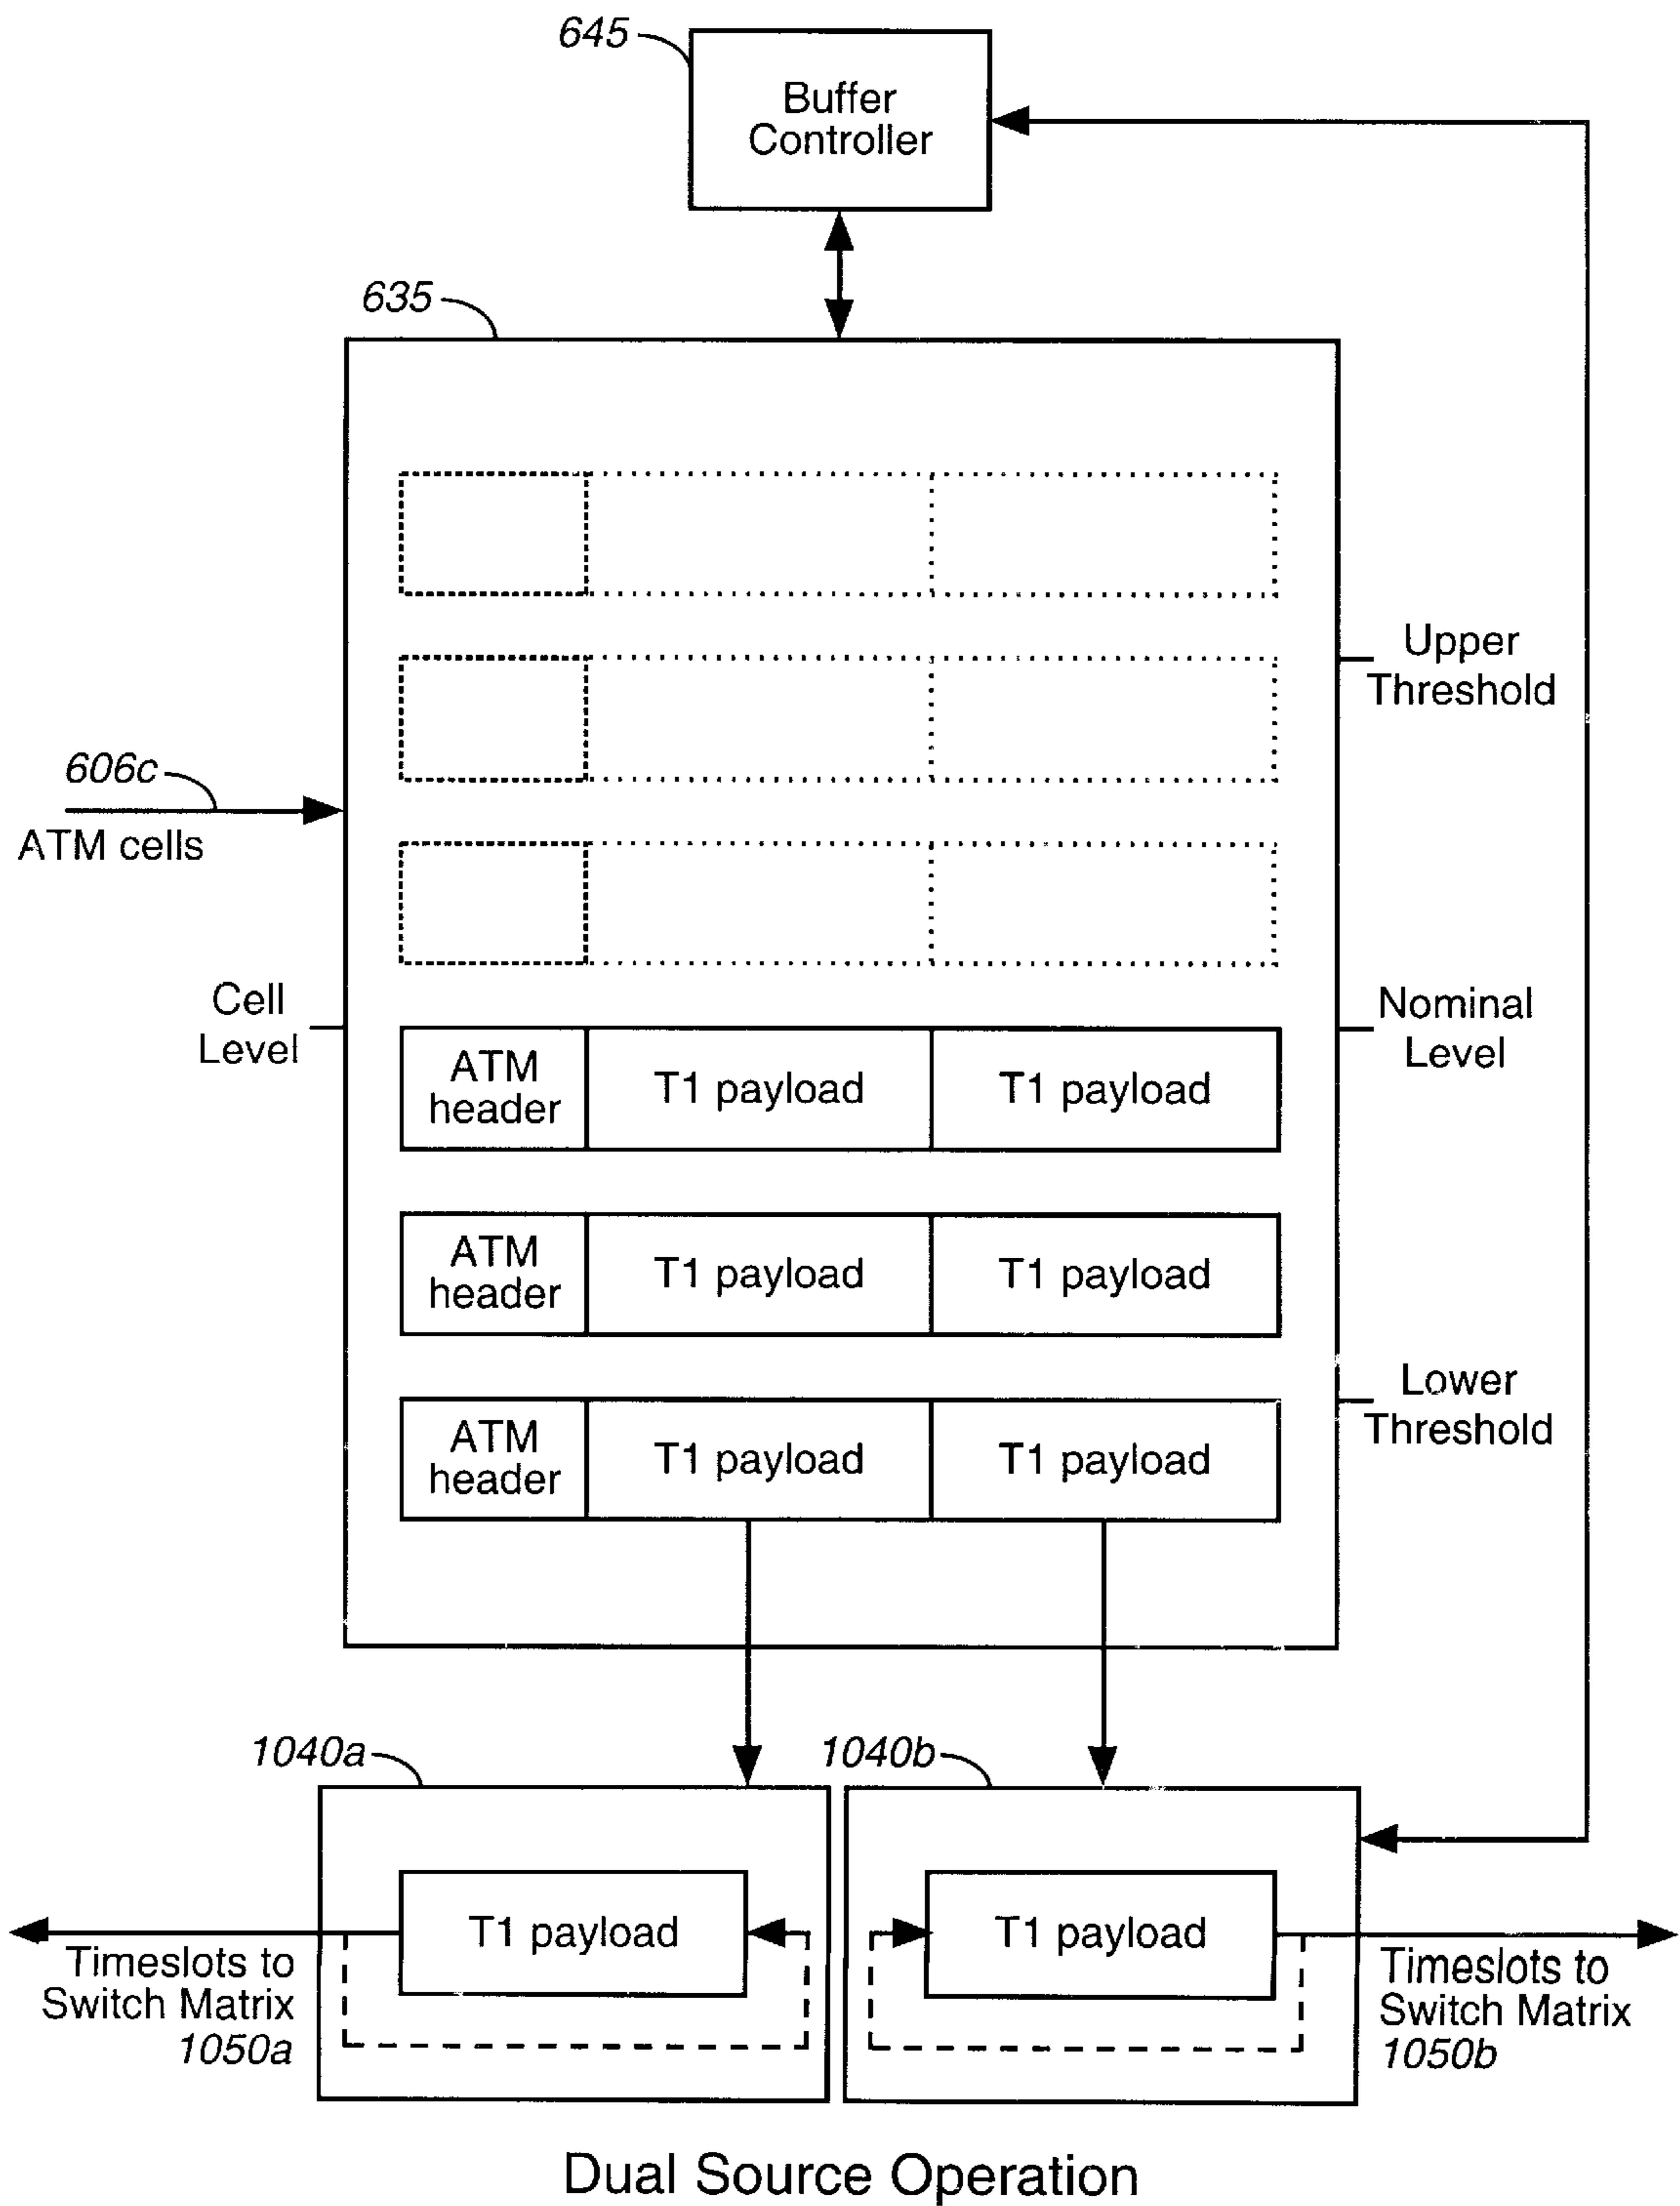 645
Buffer
Controller
635
Upper
Threshold
606c
ATM cells
Cell
Level
Nominal
Level
ATM
header
T1 payload
T1 payload
ATM
header
T1 payload
T1 payload
Lower
Threshold
ATM
header
T1 payload
T1 payload
1040a
1040b
T1 payload
T1 payload
Timeslots to
Switch Matrix
1050a
Timeslots to
Switch Matrix
1050b
Dual Source Operation